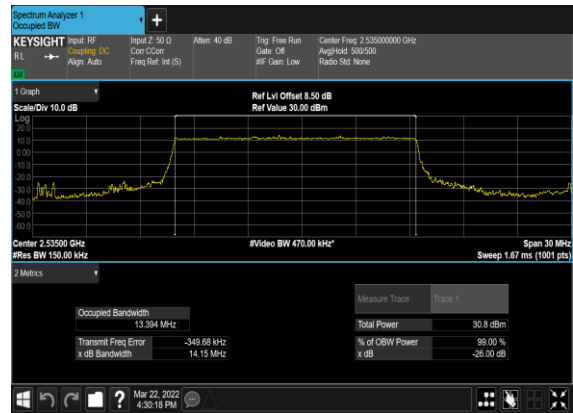 Spectrum Analyzer 1
Occupied BW
+
KEYSIGHT Input: RF Input Z: 50 Ω Atten: 40 dB Trig: Free Run Center Freq: 2.535000000 GHz
R L Coupling: DC Corr CCorr Gate: Off Avg|Hold: 500/500
Align: Auto Freq Ref: Int (S) #IF Gain: Low Radio Std: None
LXI
1 Graph
Ref Lvl Offset 8.50 dB
Scale/Div 10.0 dB Ref Value 30.00 dBm
Log
20.0
10.0
0.00
-10.0
-20.0
-30.0
-40.0
-50.0
-60.0
Center 2.53500 GHz #Video BW 470.00 kHz* Span 30 MHz
#Res BW 150.00 kHz Sweep 1.67 ms (1001 pts)
2 Metrics
Measure Trace Trace 1
Occupied Bandwidth
13.394 MHz Total Power 30.8 dBm
Transmit Freq Error -349.68 kHz % of OBW Power 99.00 %
x dB Bandwidth 14.15 MHz x dB -26.00 dB
? Mar 22, 2022
4:30:18 PM